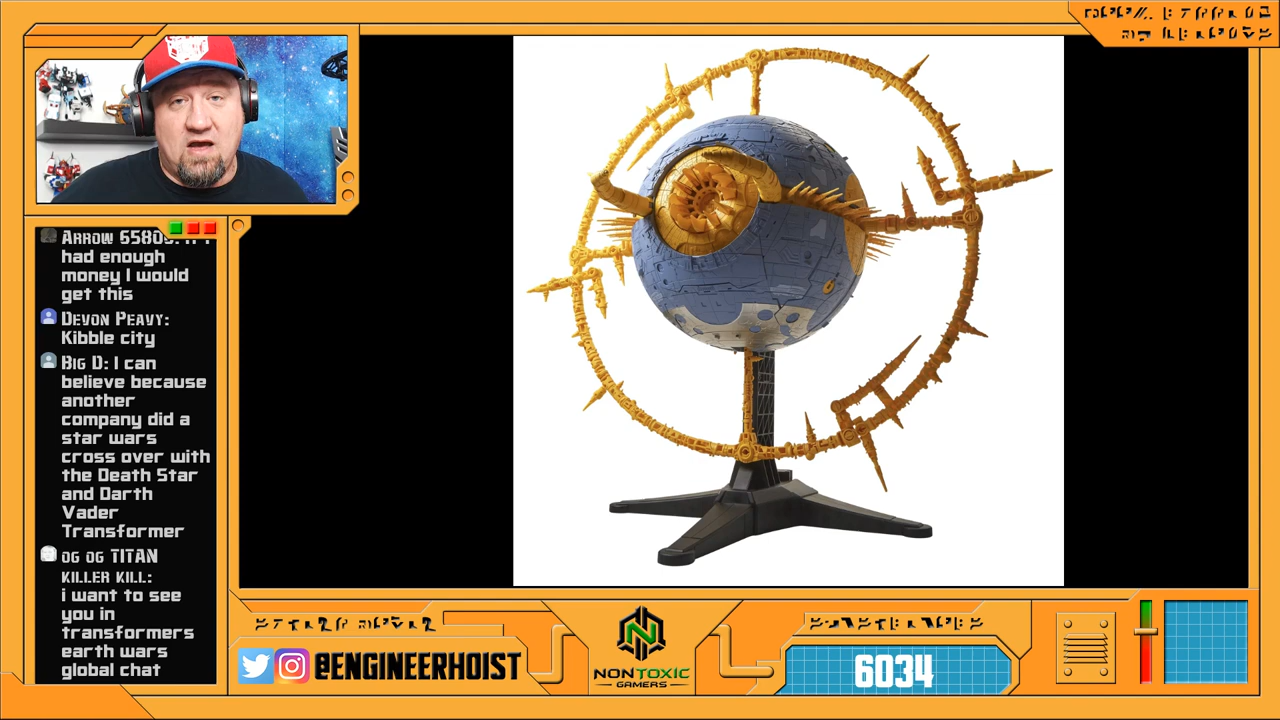 ARROW 65809: If I
had enough
money I would
get this
DEVON PEAVY:
Kibble city
BIG D: I can
believe because
another
company did a
star wars
cross over with
the Death Star
and Darth
Vader
Transformer
OG OG TITAN
KILLER KILL:
i want to see
you in
transformers
earth wars
global chat
@ENGINEERHOIST
NONTOXIC
GAMERS
6034